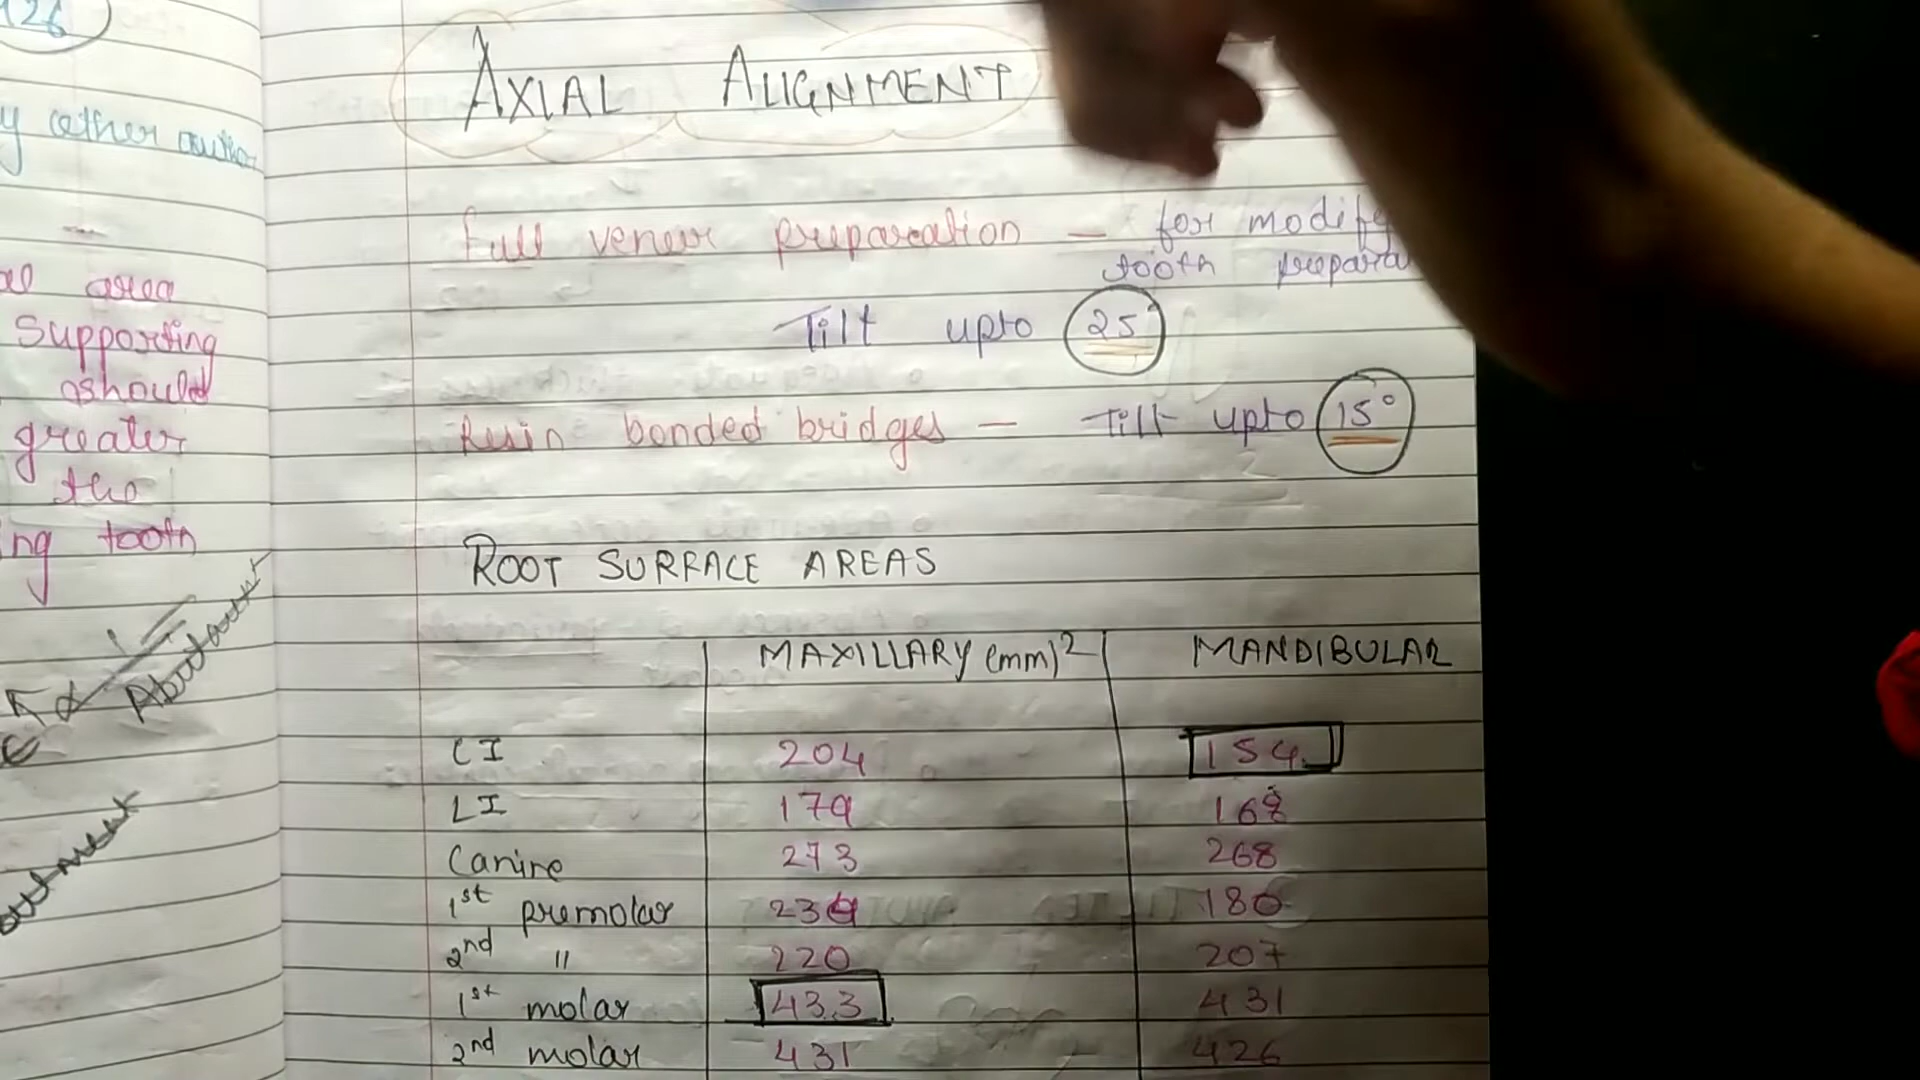 126
y other autho
al area
supporting
should
greater
the
ng tooth
Abutment
AXIAL ALIGNMENT
Full veneer preparation - for modify
tooth prepara
Tilt upto 25°
Resin bonded bridges - Tilt upto 15°
ROOT SURFACE AREAS
MAXILLARY (mm)² MANDIBULAR
CI 204 154
LI 179 168
Canine 273 268
1st premolar 234 180
2nd " 220 207
1st molar 433 431
2nd molar 431 426